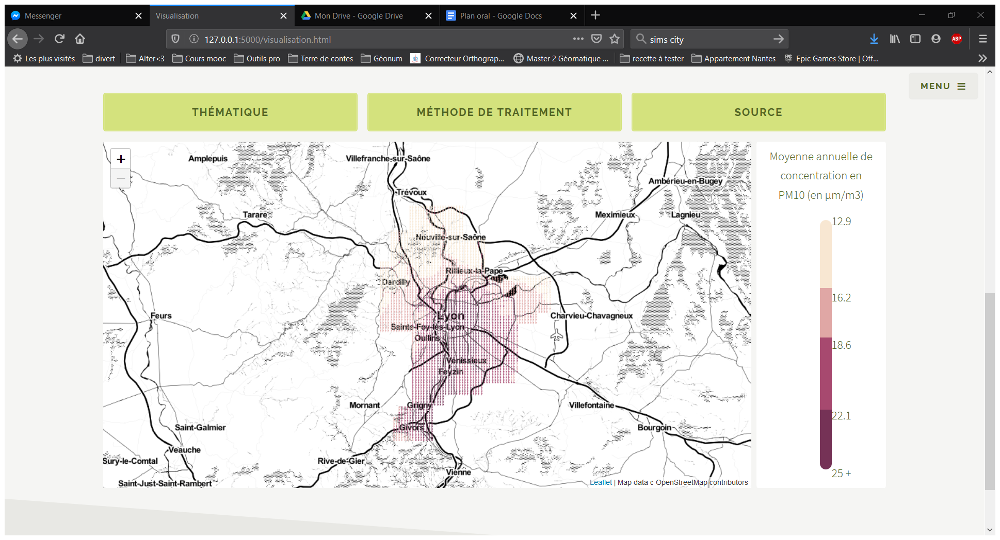 Messenger
Visualisation
Mon Drive - Google Drive
Plan oral - Google Docs
127.0.0.1:5000/visualisation.html
sims city
ABP
Les plus visités
divert
Alter<3
Cours mooc
Outils pro
Terre de contes
Géonum
Correcteur Orthograp...
Master 2 Géomatique ...
recette à tester
Appartement Nantes
EPIC GAMES
Epic Games Store | Off...
MENU
THÉMATIQUE
MÉTHODE DE TRAITEMENT
SOURCE
+
−
Amplepuis
Villefranche-sur-Saône
Ambérieu-en-Bugey
Trévoux
Tarare
Meximieux
Lagnieu
Neuville-sur-Saône
Rillieux-la-Pape
Dardilly
Lyon
Feurs
Charvieu-Chavagneux
Sainte-Foy-lès-Lyon
Oullins
Vénissieux
Feyzin
Mornant
Grigny
Villefontaine
Saint-Galmier
Givors
Bourgoin
Veauche
Sury-le-Comtal
Rive-de-Gier
Vienne
Saint-Just-Saint-Rambert
Leaflet | Map data c OpenStreetMap contributors
Moyenne annuelle de
concentration en
PM10 (en µm/m3)
12.9
16.2
18.6
22.1
25 +